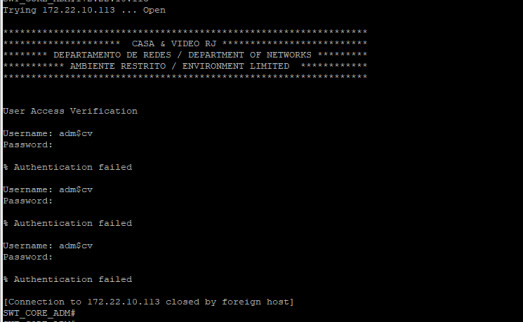 Trying 172.22.10.113 ... Open
*****************************************************************
********************* CASA & VIDEO RJ **************************
******** DEPARTAMENTO DE REDES / DEPARTMENT OF NETWORKS *********
*********** AMBIENTE RESTRITO / ENVIRONMENT LIMITED ************
*****************************************************************
User Access Verification
Username: adm$cv
Password:
% Authentication failed
Username: adm$cv
Password:
% Authentication failed
Username: adm$cv
Password:
% Authentication failed
[Connection to 172.22.10.113 closed by foreign host]
SWT_CORE_ADM#